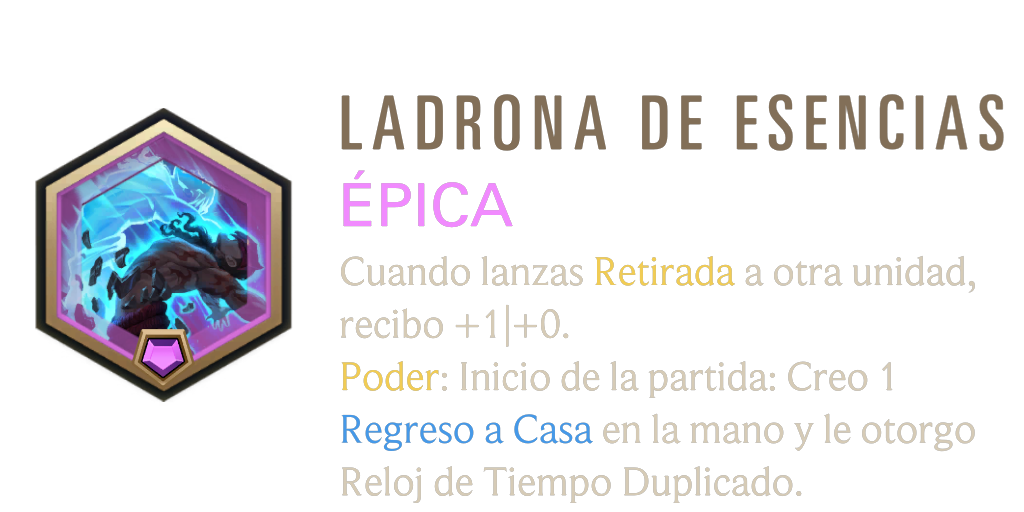 LADRONA DE ESENCIAS
ÉPICA
Cuando lanzas Retirada a otra unidad,
recibo +1|+0.
Poder: Inicio de la partida: Creo 1
Regreso a Casa en la mano y le otorgo
Reloj de Tiempo Duplicado.